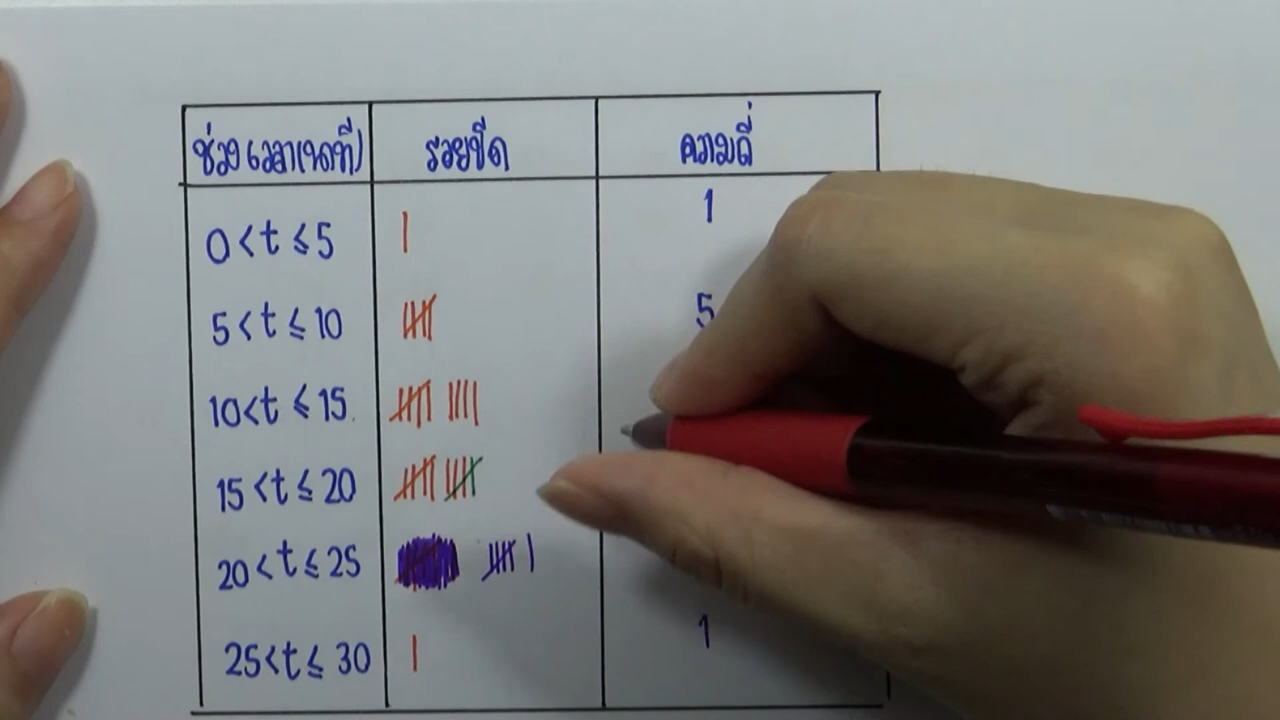 ช่วงเวลา(นาที) รอยขีด ความถี่
0 < t ≤ 5 | 1
5 < t ≤ 10 5
10 < t ≤ 15
15 < t ≤ 20
20 < t ≤ 25
25 < t ≤ 30 | 1